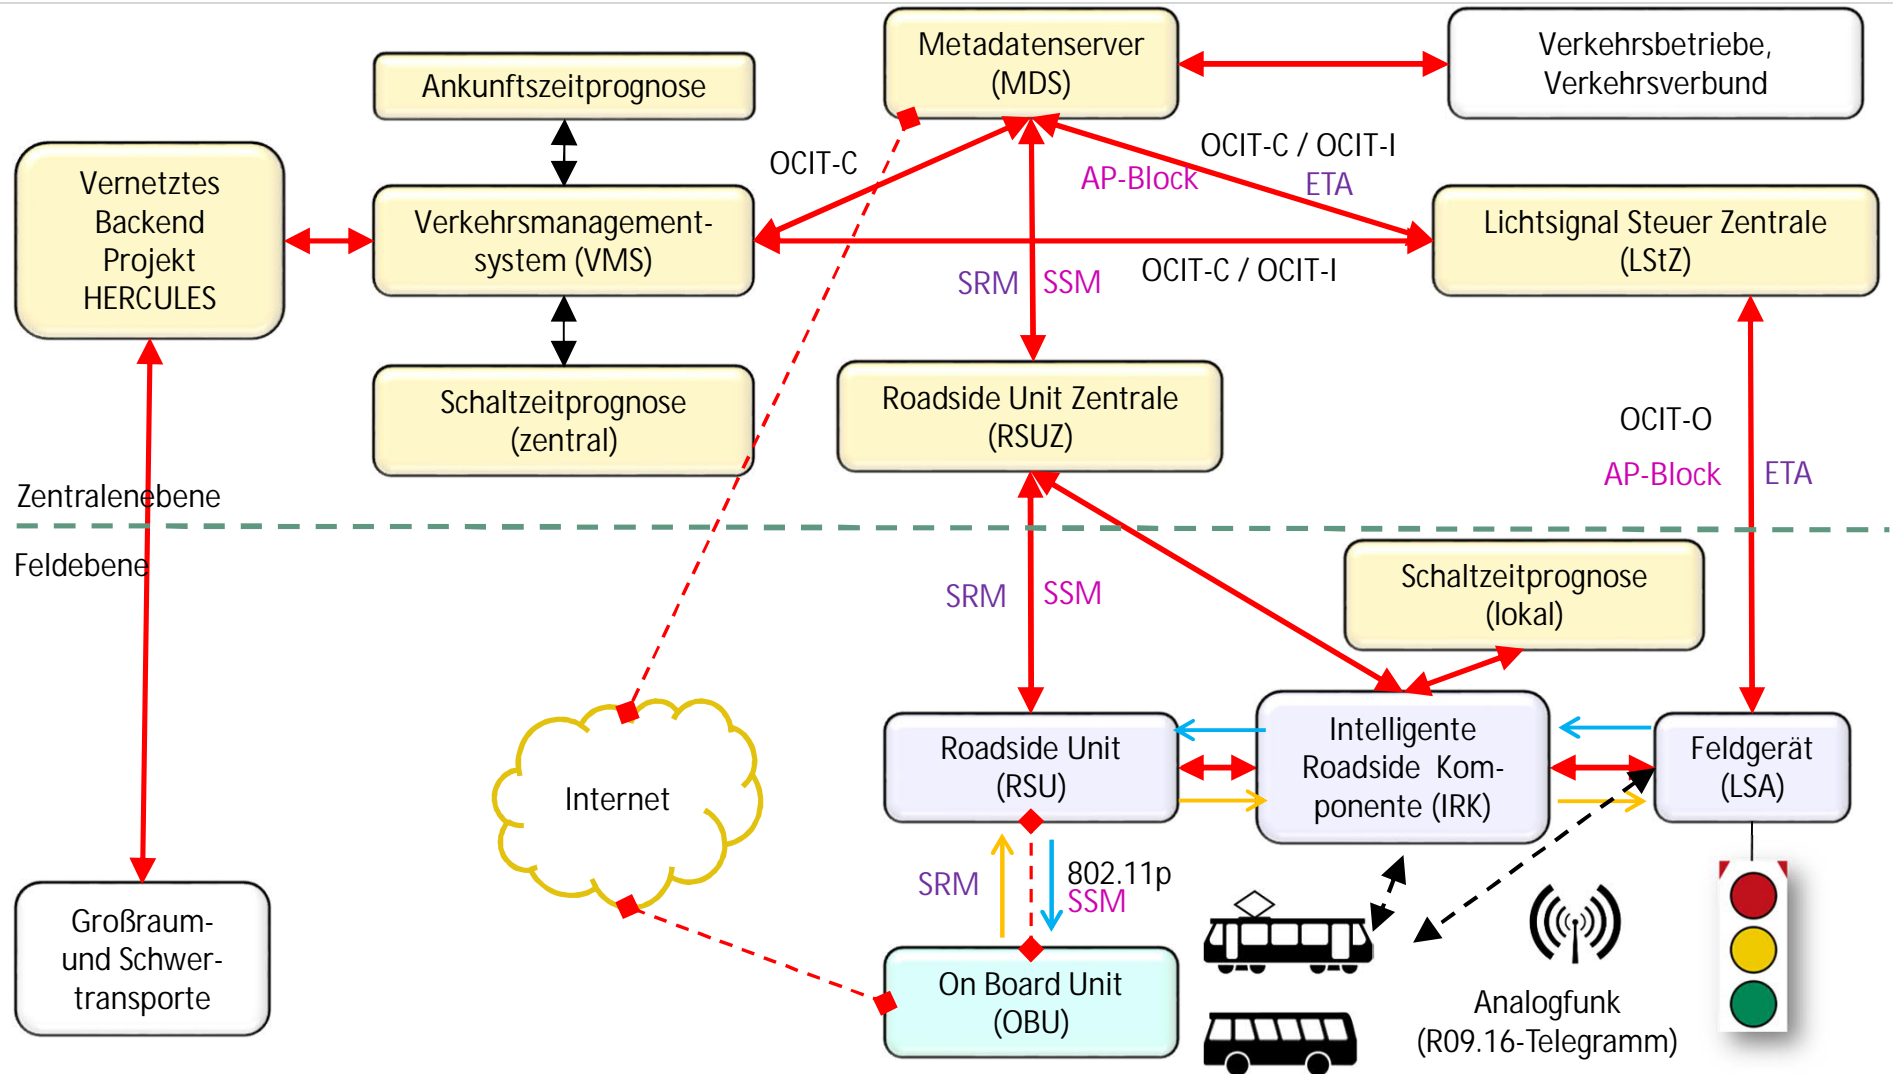 Metadatenserver
(MDS)
Verkehrsbetriebe,
Verkehrsverbund
Ankunftszeitprognose
OCIT-C
OCIT-C / OCIT-I
AP-Block
ETA
Vernetztes
Backend
Projekt
HERCULES
Verkehrsmanagement-
system (VMS)
Lichtsignal Steuer Zentrale
(LStZ)
OCIT-C / OCIT-I
SRM
SSM
Schaltzeitprognose
(zentral)
Roadside Unit Zentrale
(RSUZ)
OCIT-O
AP-Block
ETA
Zentralenebene
Feldebene
SRM
SSM
Schaltzeitprognose
(lokal)
Roadside Unit
(RSU)
Intelligente
Roadside Kom-
ponente (IRK)
Feldgerät
(LSA)
Internet
SRM
802.11p
SSM
Großraum-
und Schwer-
transporte
On Board Unit
(OBU)
Analogfunk
(R09.16-Telegramm)